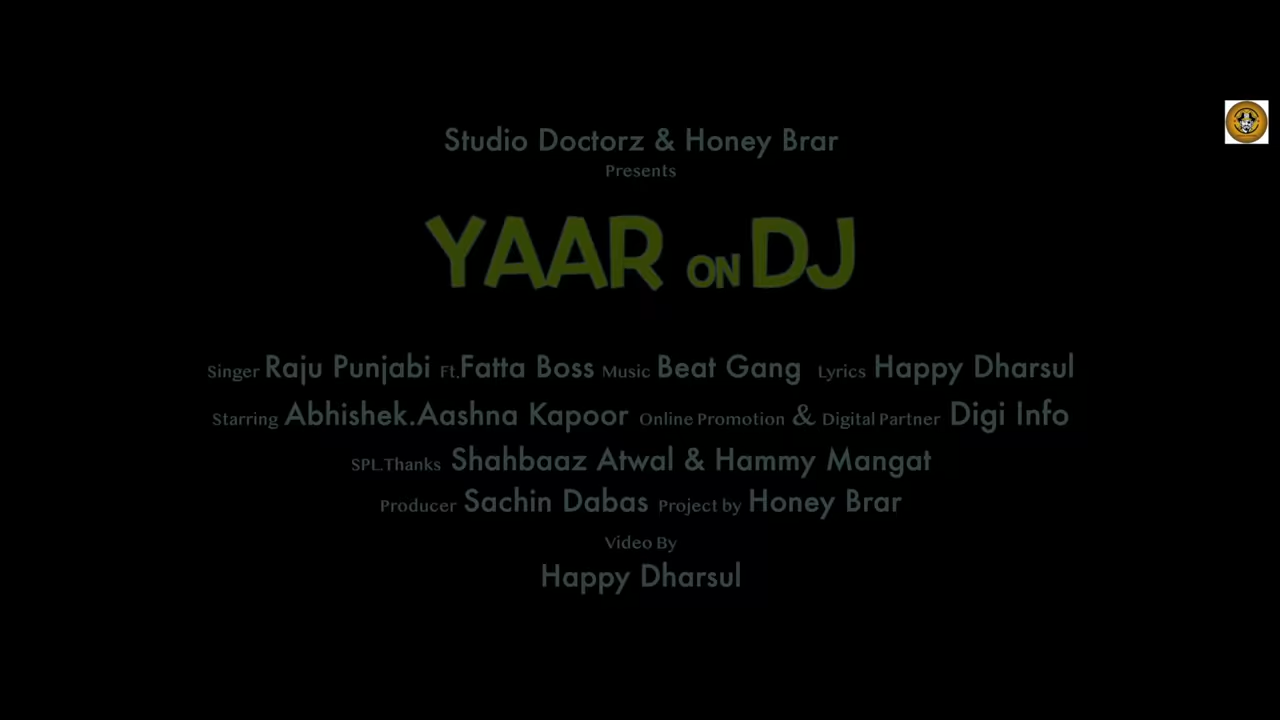 Studio Doctorz & Honey Brar
Presents
YAAR ON DJ
Singer Raju Punjabi Ft.Fatta Boss Music Beat Gang Lyrics Happy Dharsul
Starring Abhishek.Aashna Kapoor Online Promotion & Digital Partner Digi Info
SPL.Thanks Shahbaaz Atwal & Hammy Mangat
Producer Sachin Dabas Project by Honey Brar
Video By
Happy Dharsul